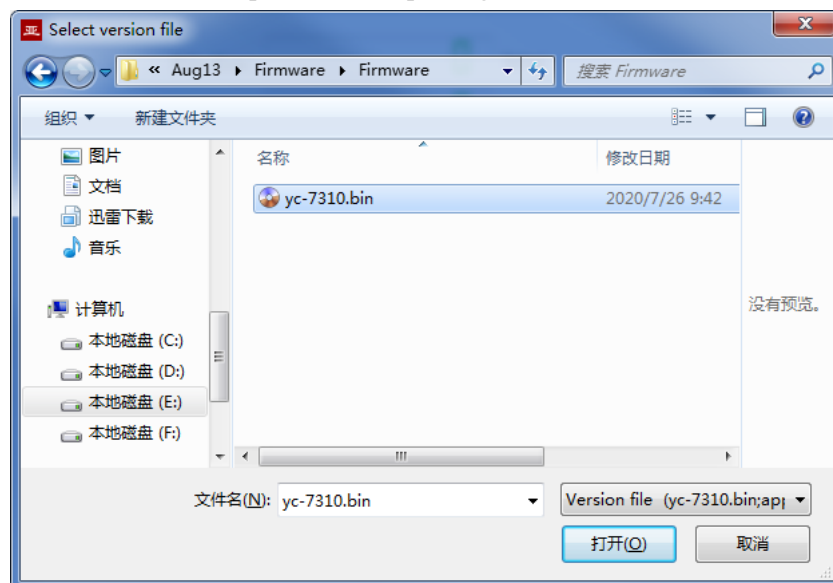 亚
Select version file
« Aug13 ▸ Firmware ▸ Firmware
搜索 Firmware
组织 ▼ 新建文件夹
图片
文档
迅雷下载
音乐
计算机
本地磁盘 (C:)
本地磁盘 (D:)
本地磁盘 (E:)
本地磁盘 (F:)
名称 修改日期
yc-7310.bin 2020/7/26 9:42
没有预览。
文件名(N): yc-7310.bin Version file (yc-7310.bin;app
打开(O) 取消